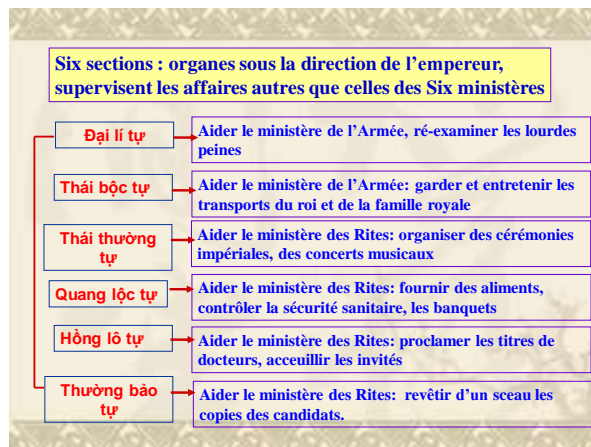 Six sections : organes sous la direction de l’empereur,
supervisent les affaires autres que celles des Six ministères
Đại lí tự
Aider le ministère de l’Armée, ré-examiner les lourdes
peines
Thái bộc tự
Aider le ministère de l’Armée: garder et entretenir les
transports du roi et de la famille royale
Thái thường
tự
Aider le ministère des Rites: organiser des cérémonies
impériales, des concerts musicaux
Quang lộc tự
Aider le ministère des Rites: fournir des aliments,
contrôler la sécurité sanitaire, les banquets
Hồng lô tự
Aider le ministère des Rites: proclamer les titres de
docteurs, acceuillir les invités
Thường bảo
tự
Aider le ministère des Rites: revêtir d’un sceau les
copies des candidats.